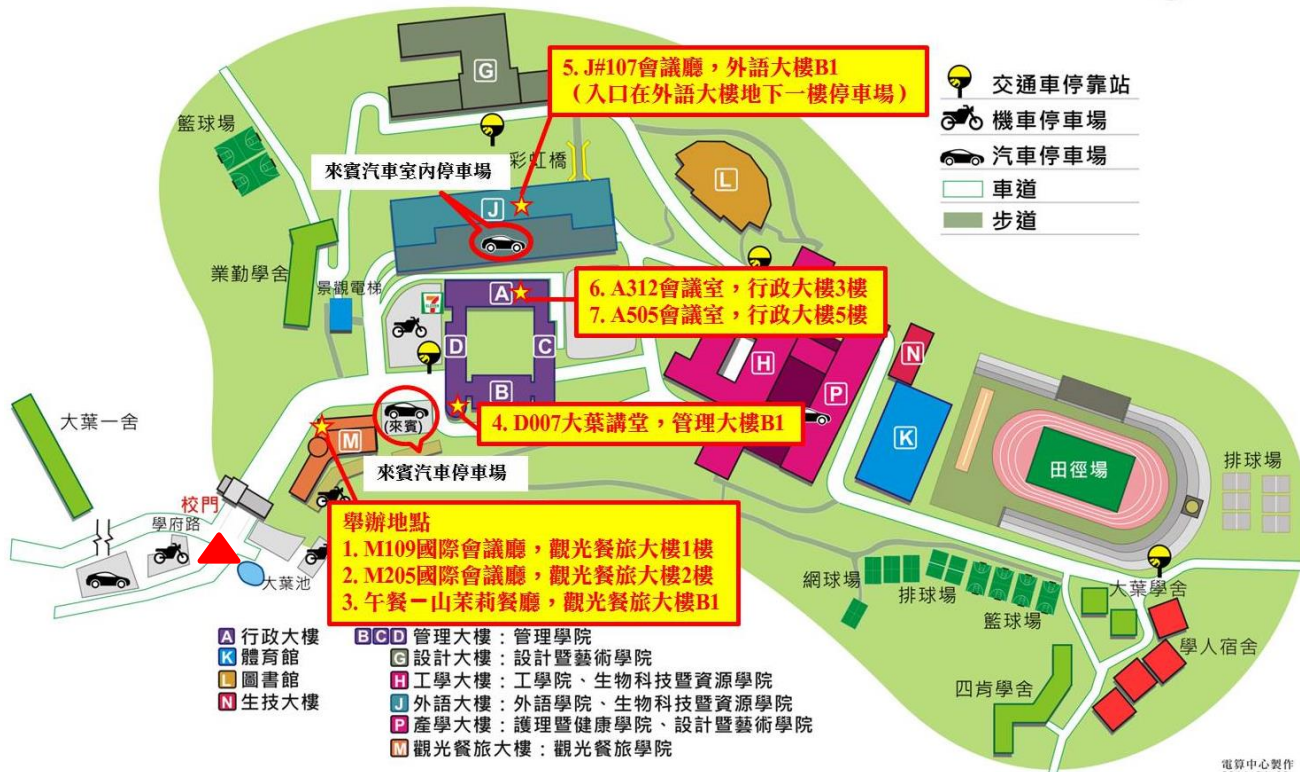 G
5. J#107會議廳，外語大樓B1
（入口在外語大樓地下一樓停車場）
交通車停靠站
機車停車場
汽車停車場
車道
步道
籃球場
來賓汽車室內停車場
彩虹橋
L
J
業勤學舍
景觀電梯
7
ELEVEN
A
6. A312會議室，行政大樓3樓
7. A505會議室，行政大樓5樓
D
C
B
H
P
N
K
大葉一舍
(來賓)
M
4. D007大葉講堂，管理大樓B1
來賓汽車停車場
田徑場
排球場
校門
學府路
大葉池
舉辦地點
1. M109國際會議廳，觀光餐旅大樓1樓
2. M205國際會議廳，觀光餐旅大樓2樓
3. 午餐－山茉莉餐廳，觀光餐旅大樓B1
網球場
排球場
籃球場
大葉學舍
學人宿舍
四肯學舍
A 行政大樓
K 體育館
L 圖書館
N 生技大樓
B C D 管理大樓：管理學院
G 設計大樓：設計暨藝術學院
H 工學大樓：工學院、生物科技暨資源學院
J 外語大樓：外語學院、生物科技暨資源學院
P 產學大樓：護理暨健康學院、設計暨藝術學院
M 觀光餐旅大樓：觀光餐旅學院
電算中心製作